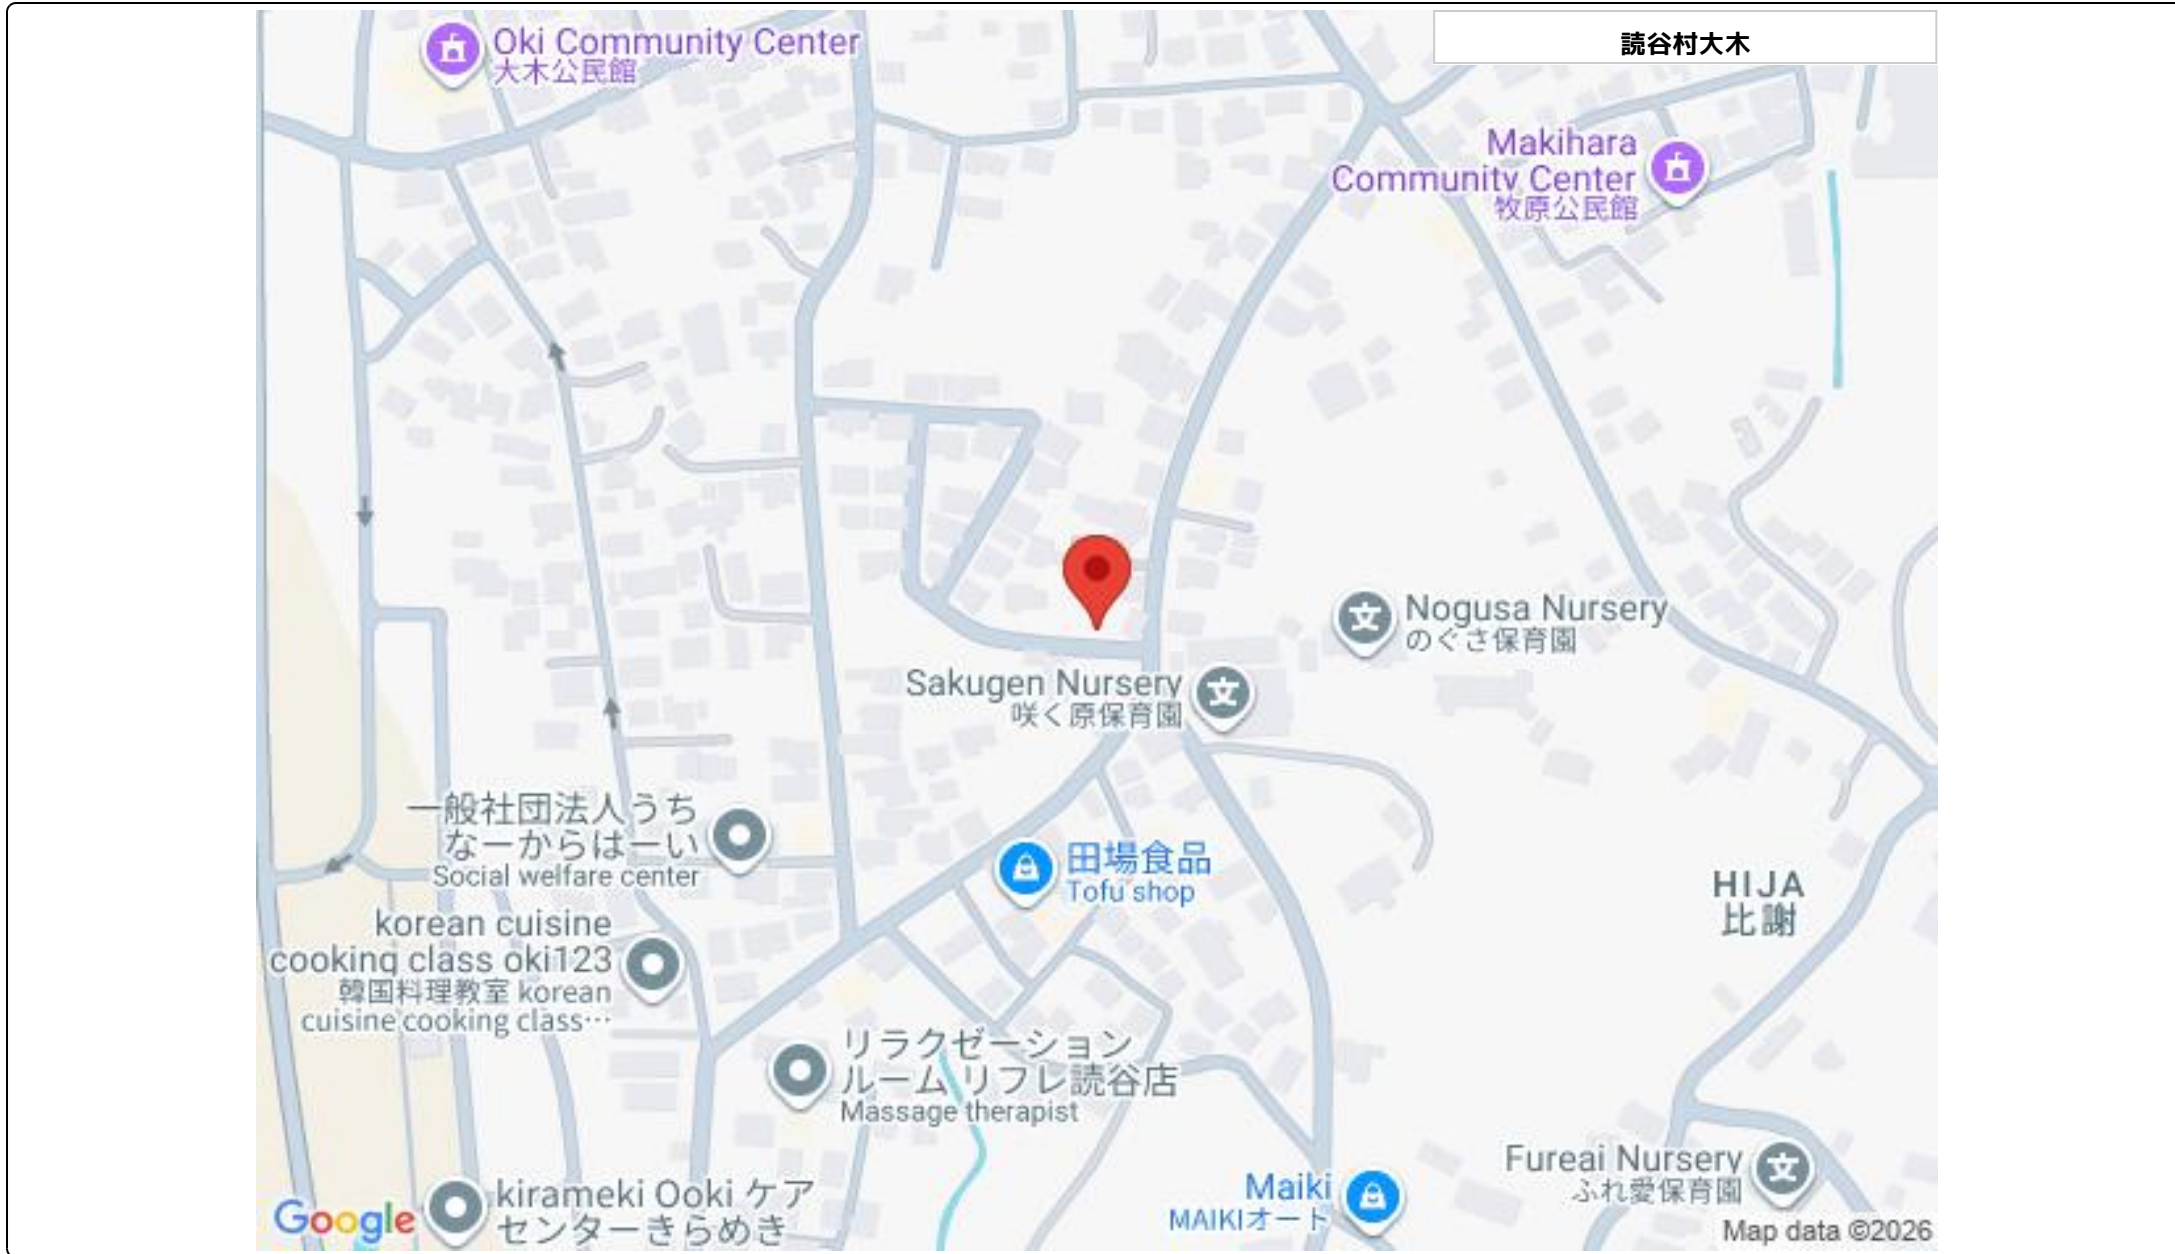 読谷村大木
Oki Community Center
大木公民館
Makihara
Community Center
牧原公民館
Nogusa Nursery
のぐさ保育園
Sakugen Nursery
咲く原保育園
一般社団法人うち
なーからはーい
Social welfare center
田場食品
Tofu shop
HIJA
比謝
korean cuisine
cooking class oki123
韓国料理教室 korean
cuisine cooking class…
リラクゼーション
ルーム リフレ読谷店
Massage therapist
Fureai Nursery
ふれ愛保育園
Maiki
MAIKIオート
kirameki Ooki ケア
センターきらめき
Google
Map data ©2026